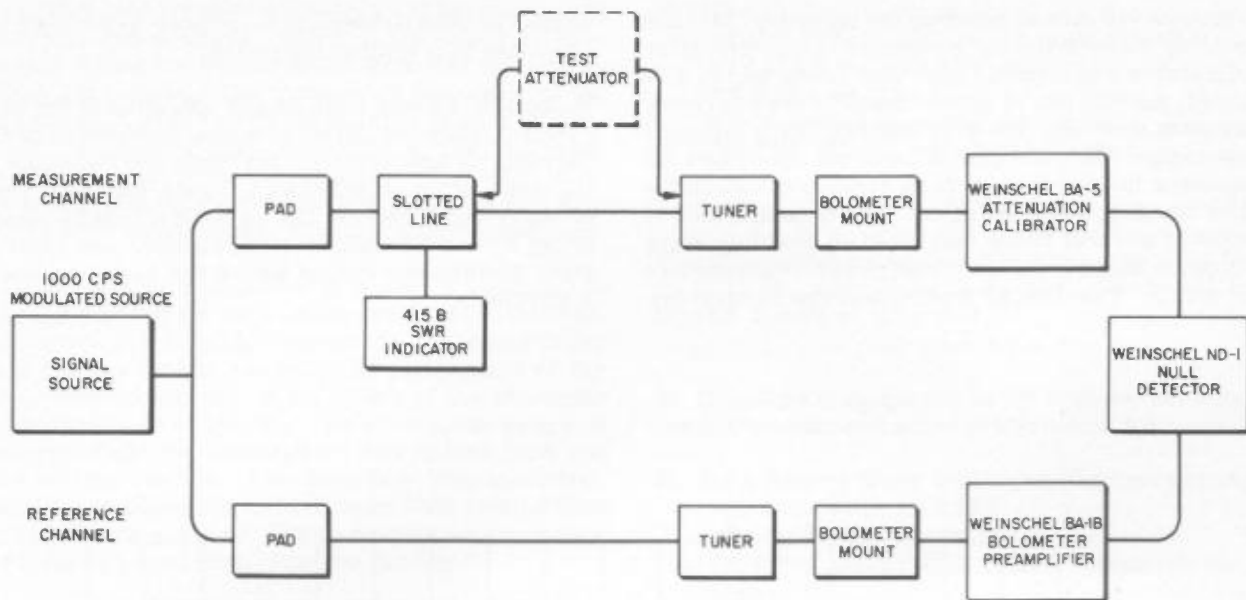 TEST
ATTENUATOR
MEASUREMENT
CHANNEL
PAD
SLOTTED
LINE
TUNER
BOLOMETER
MOUNT
WEINSCHEL BA-5
ATTENUATION
CALIBRATOR
1000 CPS
MODULATED SOURCE
SIGNAL
SOURCE
415 B
SWR
INDICATOR
WEINSCHEL ND-1
NULL
DETECTOR
REFERENCE
CHANNEL
PAD
TUNER
BOLOMETER
MOUNT
WEINSCHEL BA-1B
BOLOMETER
PREAMPLIFIER